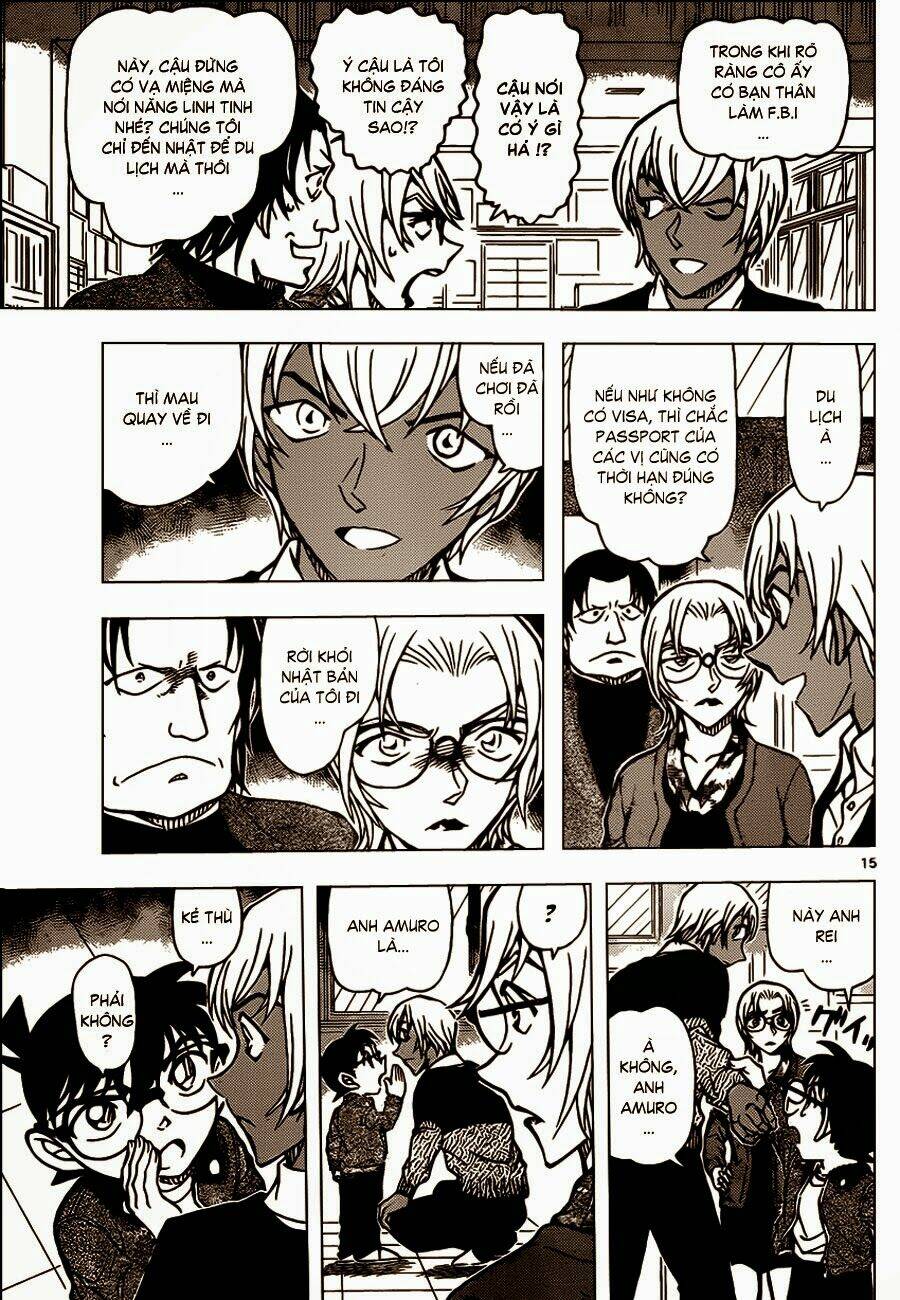 TRONG KHI RÕ
RÀNG CÔ ẤY
CÓ BẠN THÂN
LÀM F.B.I
...
CẬU NÓI
VẬY LÀ
CÓ Ý GÌ
HẢ !?
Ý CẬU LÀ TÔI
KHÔNG ĐÁNG
TIN CẬY
SAO!?
NÀY, CẬU ĐỪNG
CÓ VẠ MIỆNG MÀ
NÓI NĂNG LINH TINH
NHÉ? CHÚNG TÔI
CHỈ ĐẾN NHẬT ĐỂ DU
LỊCH MÀ THÔI
...
DU
LỊCH
À
...
NẾU NHƯ KHÔNG
CÓ VISA, THÌ CHẮC
PASSPORT CỦA
CÁC VỊ CŨNG CÓ
THỜI HẠN ĐÚNG
KHÔNG?
NẾU ĐÃ
CHƠI ĐÃ
RỒI
...
THÌ MAU
QUAY VỀ ĐI
...
RỜI KHỎI
NHẬT BẢN
CỦA TÔI ĐI
...
15
NÀY ANH
REI
...
À
KHÔNG,
ANH
AMURO
...
グイ
?
ANH AMURO
LÀ...
KẺ THÙ
...
PHẢI
KHÔNG?